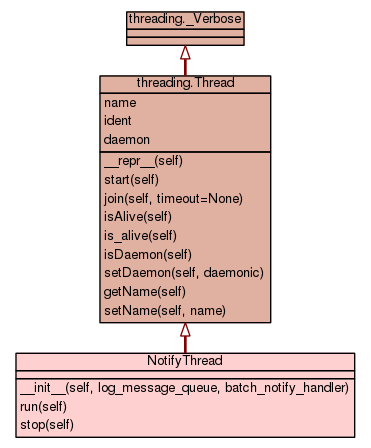 threading._Verbose
threading.Thread
name
ident
daemon
__repr__(self)
start(self)
join(self, timeout=None)
isAlive(self)
is_alive(self)
isDaemon(self)
setDaemon(self, daemonic)
getName(self)
setName(self, name)
NotifyThread
__init__(self, log_message_queue, batch_notify_handler)
run(self)
stop(self)